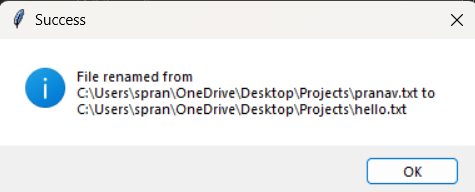 Success
File renamed from
C:\Users\spran\OneDrive\Desktop\Projects\pranav.txt to
C:\Users\spran\OneDrive\Desktop\Projects\hello.txt
OK